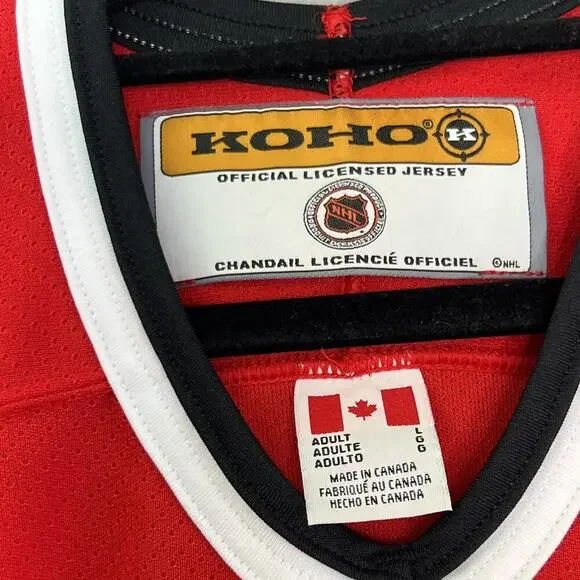 KOHO® K
OFFICIAL LICENSED JERSEY
NHL
CHANDAIL LICENCIÉ OFFICIEL
© NHL
ADULT L
ADULTE G
ADULTO G
MADE IN CANADA
FABRIQUÉ AU CANADA
HECHO EN CANADA